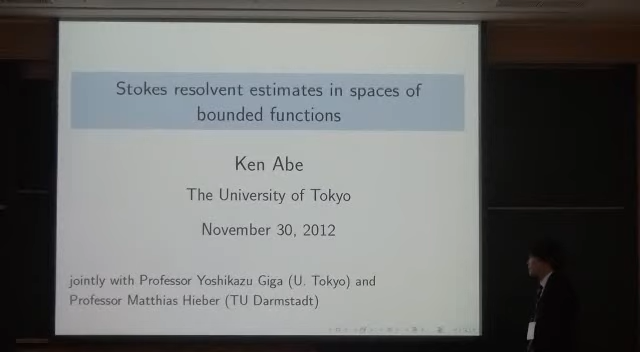 Stokes resolvent estimates in spaces of
bounded functions
Ken Abe
The University of Tokyo
November 30, 2012
jointly with Professor Yoshikazu Giga (U. Tokyo) and
Professor Matthias Hieber (TU Darmstadt)